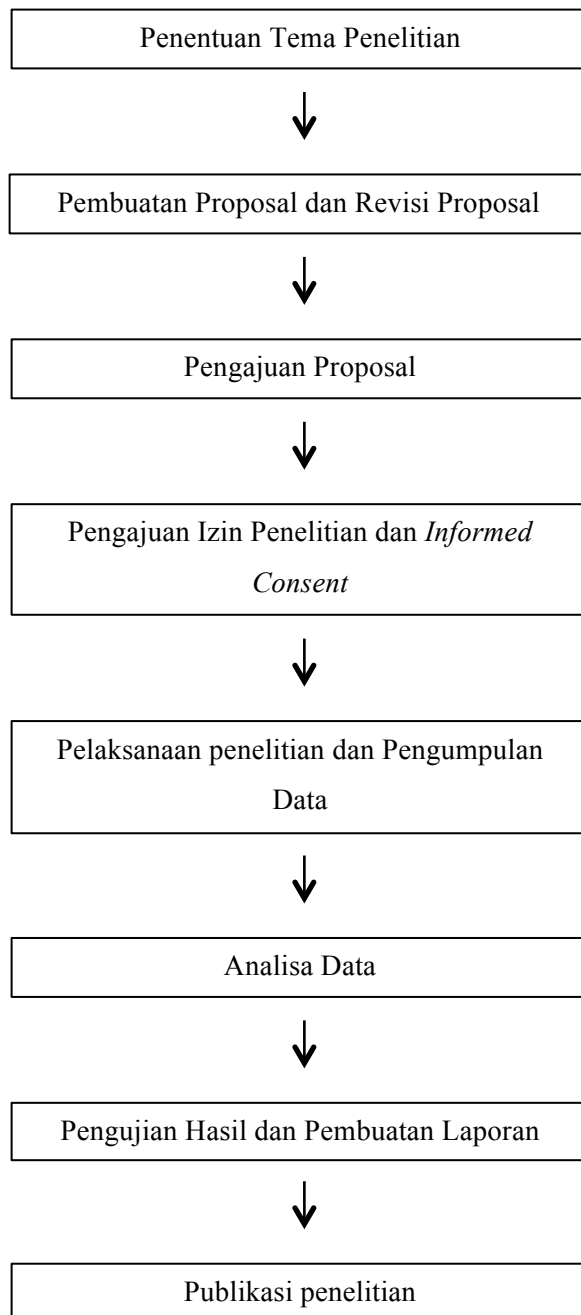 Penentuan Tema Penelitian
Pembuatan Proposal dan Revisi Proposal
Pengajuan Proposal
Pengajuan Izin Penelitian dan Informed
Consent
Pelaksanaan penelitian dan Pengumpulan
Data
Analisa Data
Pengujian Hasil dan Pembuatan Laporan
Publikasi penelitian